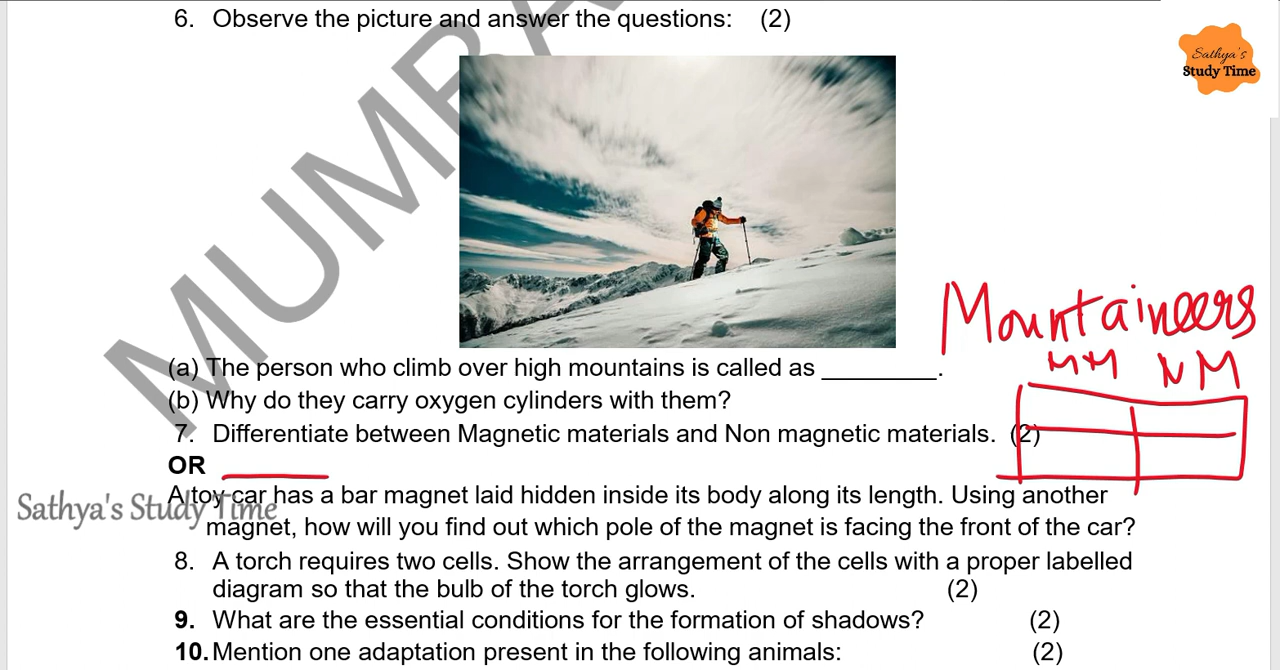 6. Observe the picture and answer the questions: (2)
Sathya's
Study Time
MUMBA
Mountaineers
(a) The person who climb over high mountains is called as _________.
MM NM
(b) Why do they carry oxygen cylinders with them?
7. Differentiate between Magnetic materials and Non magnetic materials. (2)
OR
A toy car has a bar magnet laid hidden inside its body along its length. Using another
Sathya's Study Time
magnet, how will you find out which pole of the magnet is facing the front of the car?
8. A torch requires two cells. Show the arrangement of the cells with a proper labelled
diagram so that the bulb of the torch glows. (2)
9. What are the essential conditions for the formation of shadows? (2)
10. Mention one adaptation present in the following animals: (2)